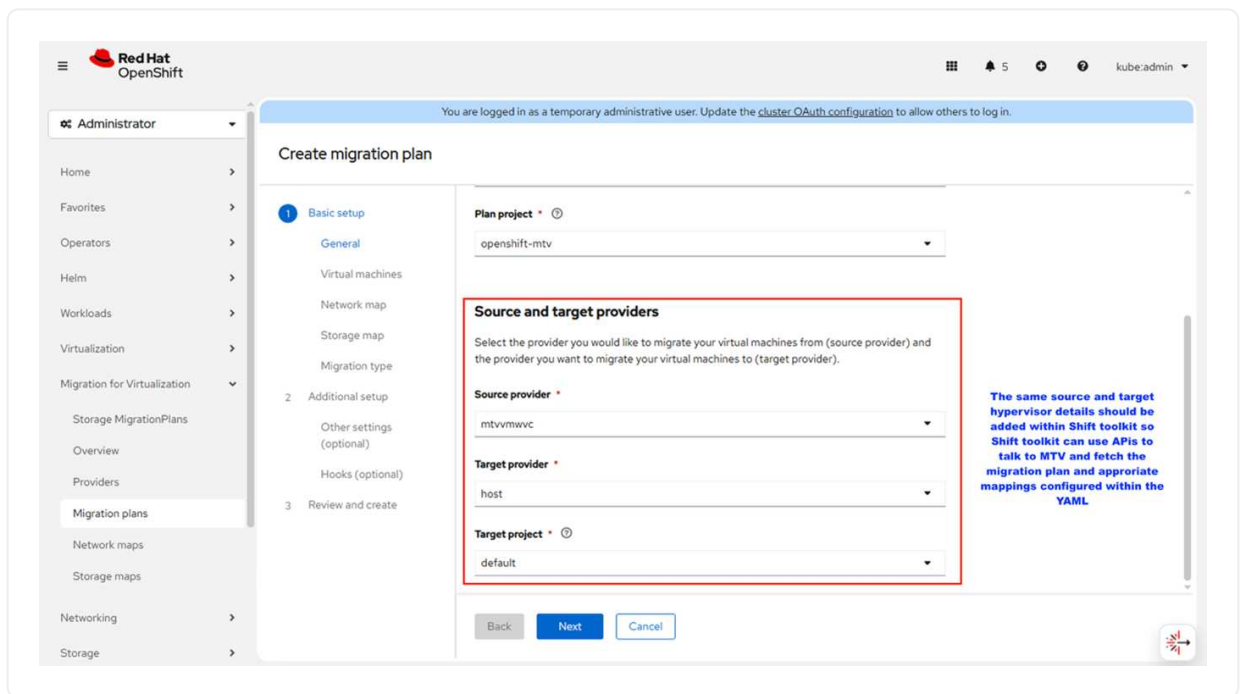 Red Hat
OpenShift
5
kube:admin
You are logged in as a temporary administrative user. Update the cluster OAuth configuration to allow others to log in.
Administrator
Home
Favorites
Operators
Helm
Workloads
Virtualization
Migration for Virtualization
Storage MigrationPlans
Overview
Providers
Migration plans
Network maps
Storage maps
Networking
Storage
Create migration plan
1 Basic setup
General
Virtual machines
Network map
Storage map
Migration type
2 Additional setup
Other settings
(optional)
Hooks (optional)
3 Review and create
Plan project *
openshift-mtv
Source and target providers
Select the provider you would like to migrate your virtual machines from (source provider) and
the provider you want to migrate your virtual machines to (target provider).
Source provider *
mtvvmwvc
Target provider *
host
Target project *
default
Back
Next
Cancel
The same source and target
hypervisor details should be
added within Shift toolkit so
Shift toolkit can use APIs to
talk to MTV and fetch the
migration plan and approriate
mappings configured within the
YAML